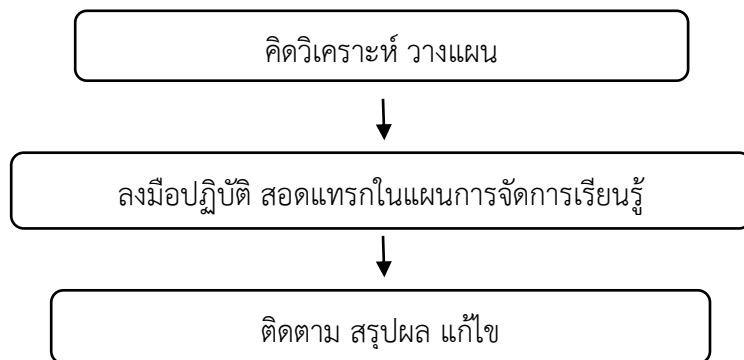 คิดวิเคราะห์ วางแผน
ลงมือปฏิบัติ สอดแทรกในแผนการจัดการเรียนรู้
ติดตาม สรุปผล แก้ไข